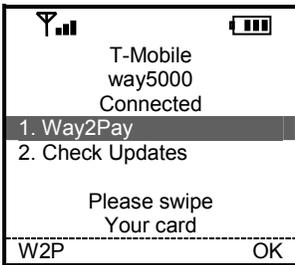 T-Mobile
way5000
Connected
1. Way2Pay
2. Check Updates
Please swipe
Your card
W2P OK